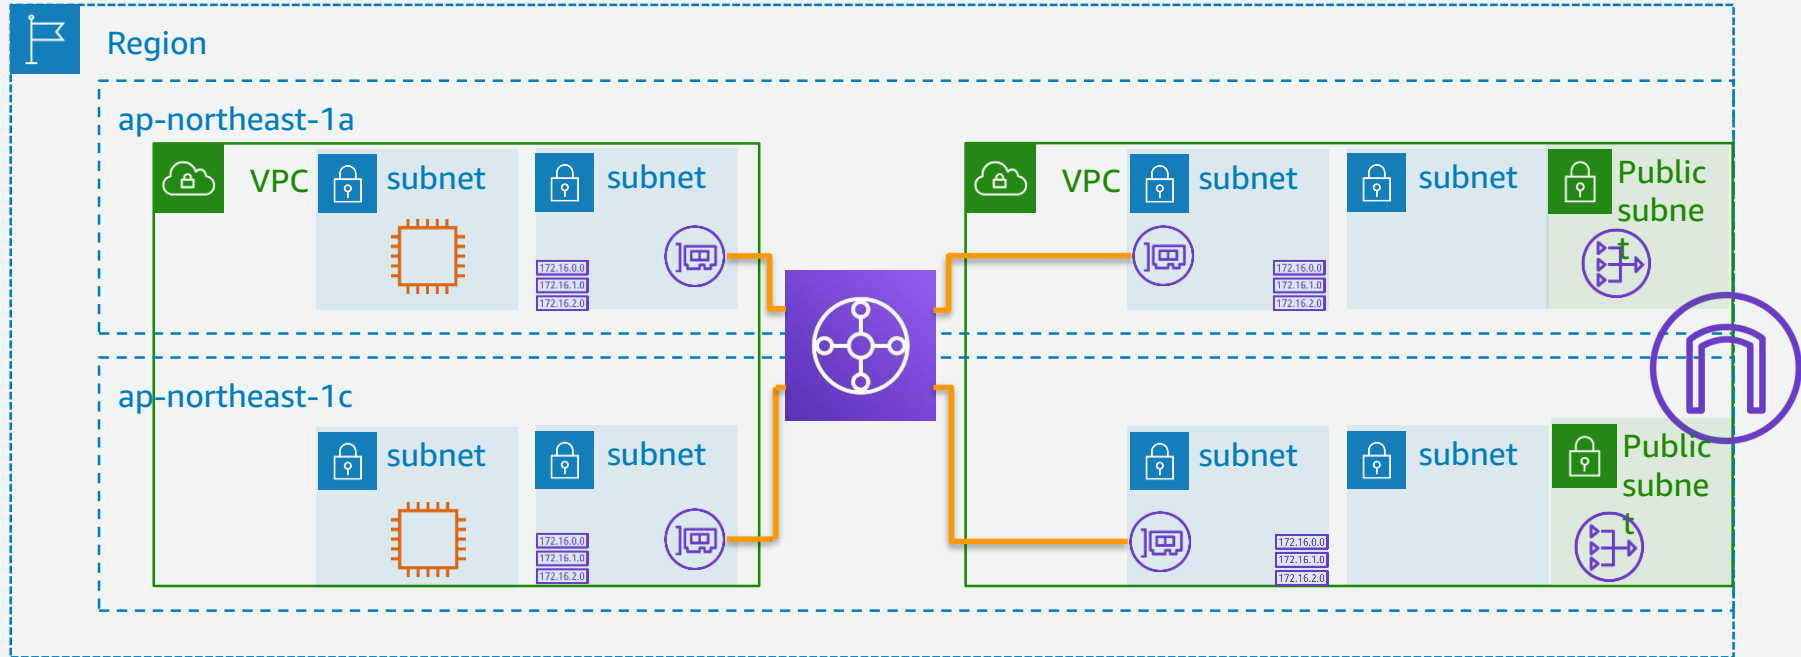 Region
ap-northeast-1a
VPC
subnet
subnet
172.16.0.0
172.16.1.0
172.16.2.0
VPC
subnet
172.16.0.0
172.16.1.0
172.16.2.0
subnet
Public
subne
t
ap-northeast-1c
subnet
subnet
172.16.0.0
172.16.1.0
172.16.2.0
subnet
172.16.0.0
172.16.1.0
172.16.2.0
subnet
Public
subne
t